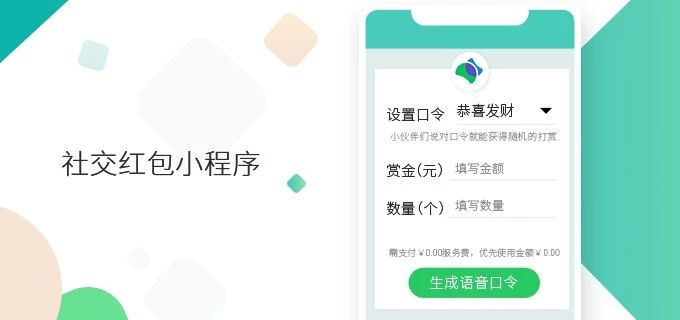 社交红包小程序
设置口令 恭喜发财
小伙伴们说对口令就能获得随机的打赏
赏金(元) 填写金额
数量(个) 填写数量
需支付￥0.00服务费，优先使用金额￥0.00
生成语音口令